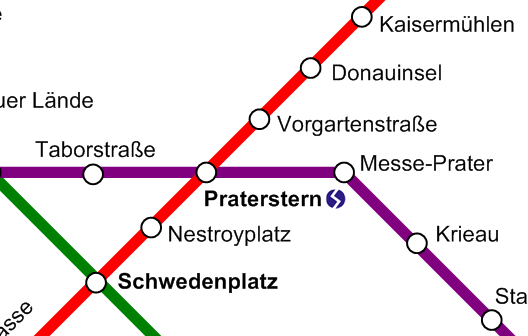 Kaisermühlen
Donauinsel
uer Lände
Vorgartenstraße
Taborstraße
Messe-Prater
Praterstern
Nestroyplatz
Krieau
Schwedenplatz
Sta
asse